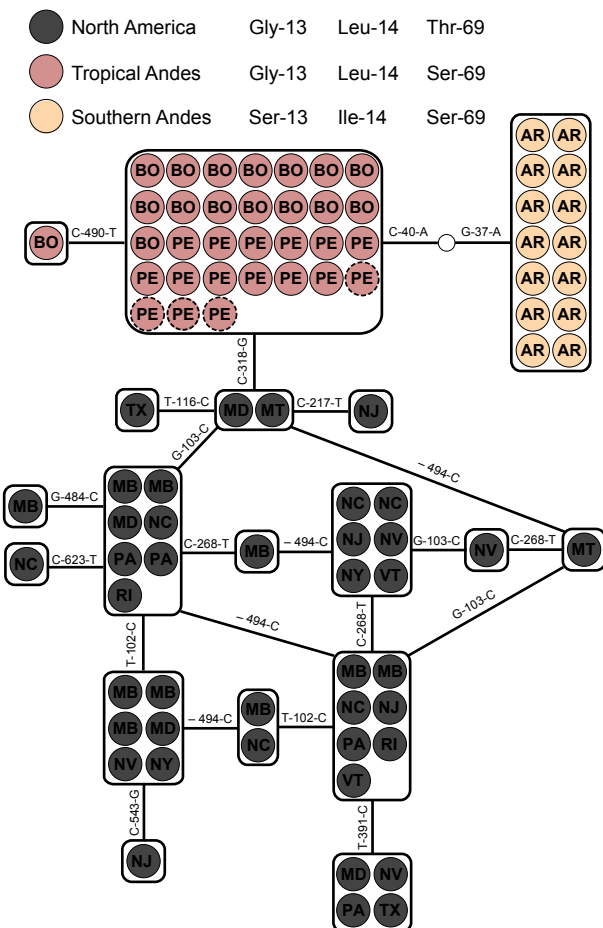 North America Gly-13 Leu-14 Thr-69
Tropical Andes Gly-13 Leu-14 Ser-69
Southern Andes Ser-13 Ile-14 Ser-69
AR AR
AR AR
AR AR
AR AR
AR AR
AR AR
AR AR
BO BO BO BO BO BO BO
BO BO BO BO BO BO BO
BO PE PE PE PE PE PE
PE PE PE PE PE PE PE
PE PE PE
BO
C-490-T
C-40-A
G-37-A
C-318-G
TX
T-116-C
MD MT
C-217-T
NJ
G-103-C
– 494-C
MB
G-484-C
NC
C-623-T
MB MB
MD NC
PA PA
RI
C-268-T
MB
– 494-C
NC NC
NJ NV
NY VT
G-103-C
NV
C-268-T
MT
T-102-C
– 494-C
C-268-T
G-103-C
MB MB
MB MD
NV NY
– 494-C
MB
NC
T-102-C
MB MB
NC NJ
PA RI
VT
C-543-G
NJ
T-391-C
MD NV
PA TX